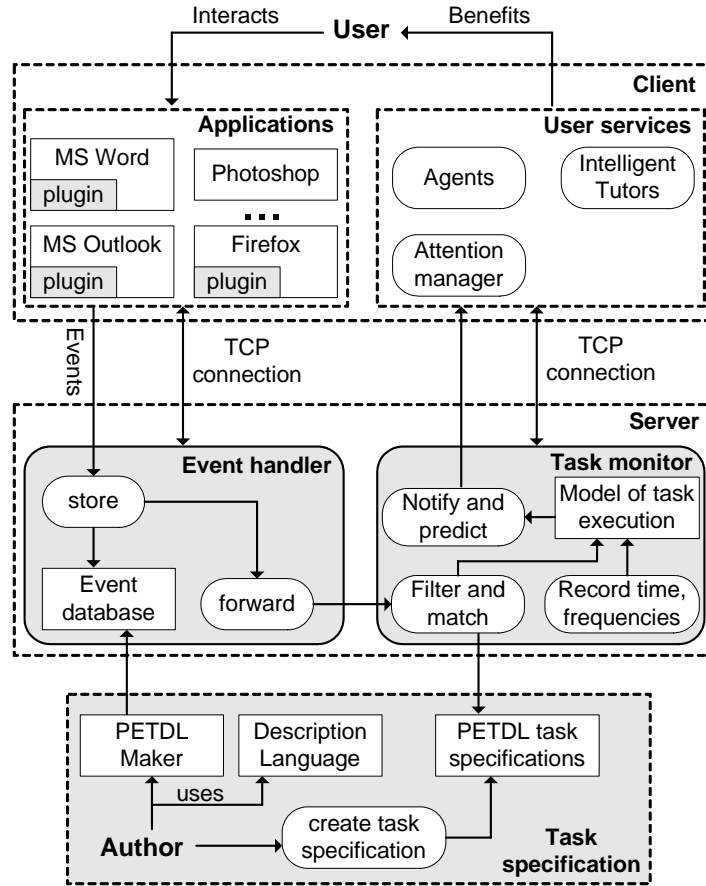 Interacts
User
Benefits
Client
Applications
MS Word
plugin
Photoshop
...
MS Outlook
plugin
Firefox
plugin
User services
Agents
Intelligent
Tutors
Attention
manager
Events
TCP
connection
TCP
connection
Server
Event handler
store
Event
database
forward
Task monitor
Notify and
predict
Model of task
execution
Filter and
match
Record time,
frequencies
PETDL
Maker
Description
Language
PETDL task
specifications
uses
Author
create task
specification
Task
specification